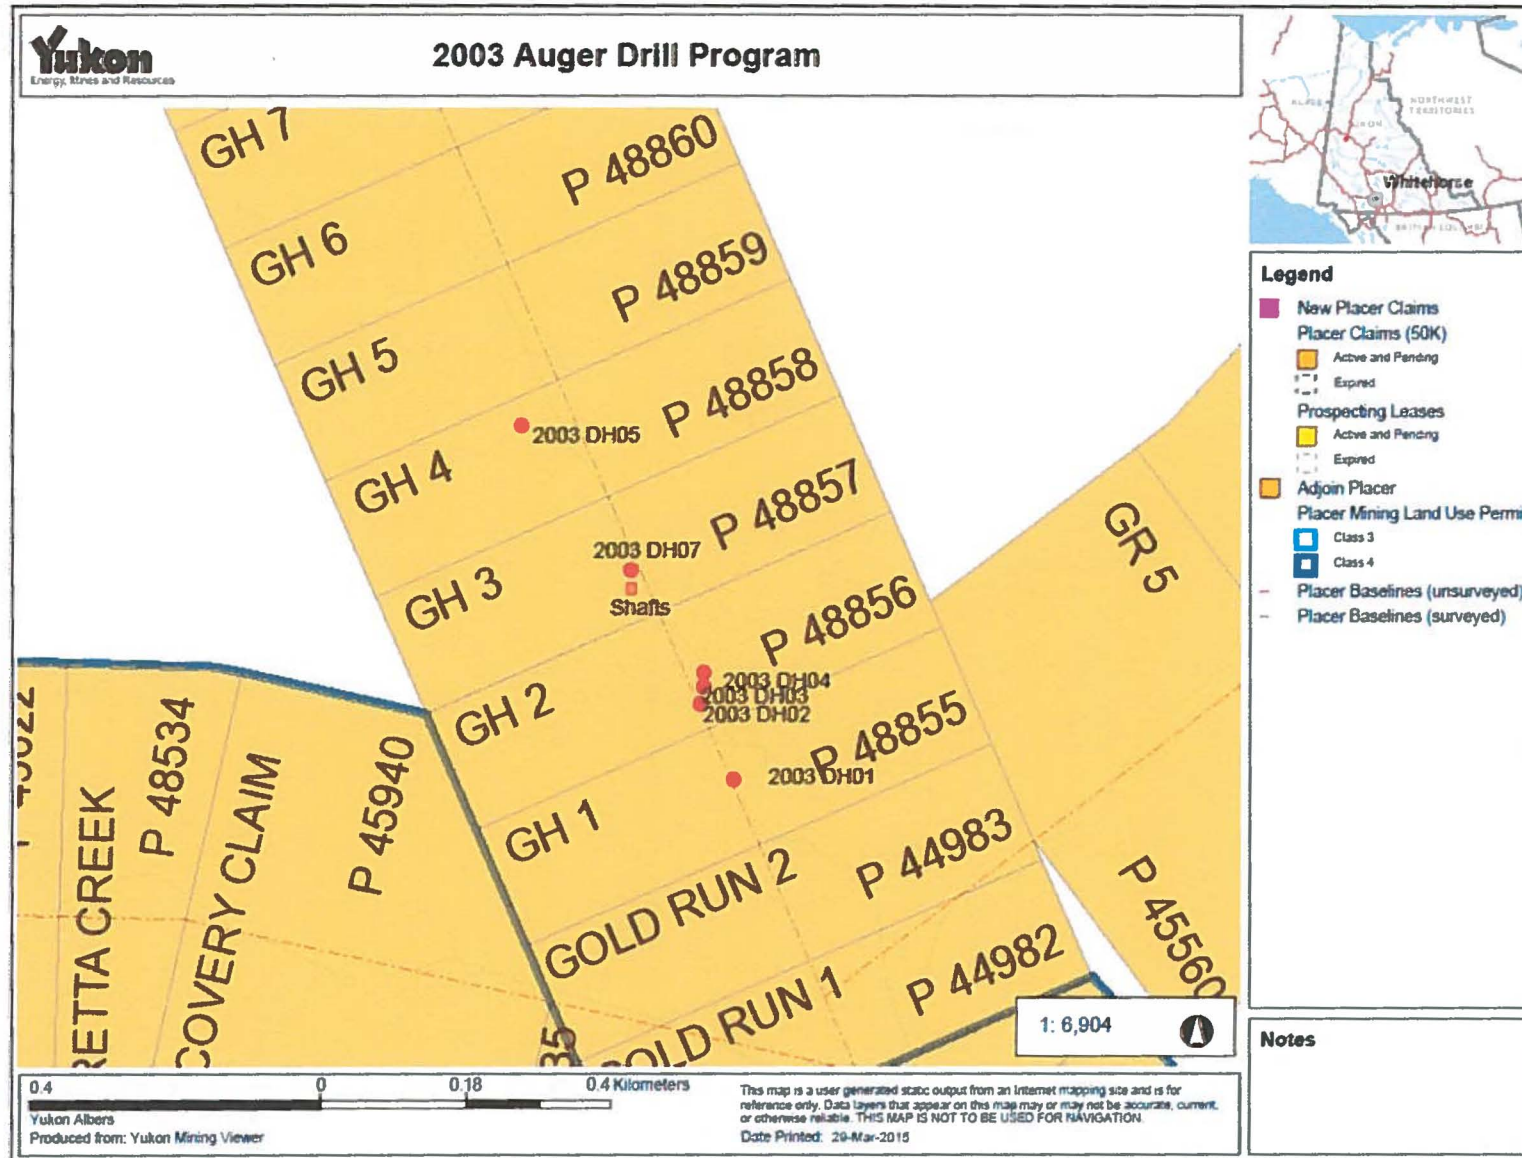 Yukon
Energy, Mines and Resources
2003 Auger Drill Program
GH 7
P 48860
GH 6
P 48859
GH 5
P 48858
2003 DH05
GH 4
P 48857
2003 DH07
Shafts
GH 3
P 48856
2003 DH04
2003 DH03
2003 DH02
GH 2
P 48855
2003 DH01
GH 1
P 44983
GOLD RUN 2
P 44982
OLD RUN 1
GR 5
P 45560
RETTA CREEK
P 48534
COVERY CLAIM
P 45940
35
1: 6,904
NORTHWEST
TERRITORIES
Whitehorse
Legend
New Placer Claims
Placer Claims (50K)
Active and Pending
Expired
Prospecting Leases
Active and Pending
Expired
Adjoin Placer
Placer Mining Land Use Permi
Class 3
Class 4
Placer Baselines (unsurveyed)
Placer Baselines (surveyed)
Notes
0.4 0 0.18 0.4 Kilometers
Yukon Albers
Produced from: Yukon Mining Viewer
This map is a user generated static output from an Internet mapping site and is for
reference only. Data layers that appear on this map may or may not be accurate, current,
or otherwise reliable. THIS MAP IS NOT TO BE USED FOR NAVIGATION.
Date Printed: 29-Mar-2015